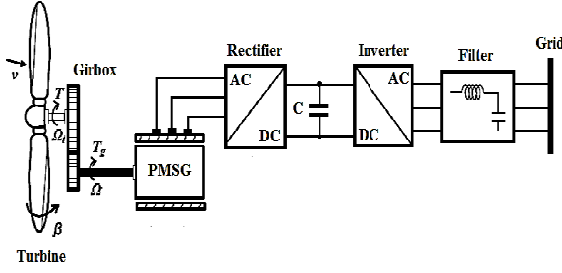 Grid
Rectifier
Inverter
Filter
Girbox
v
T
AC
AC
Ωt
C
Tg
DC
DC
PMSG
Ω
β
Turbine